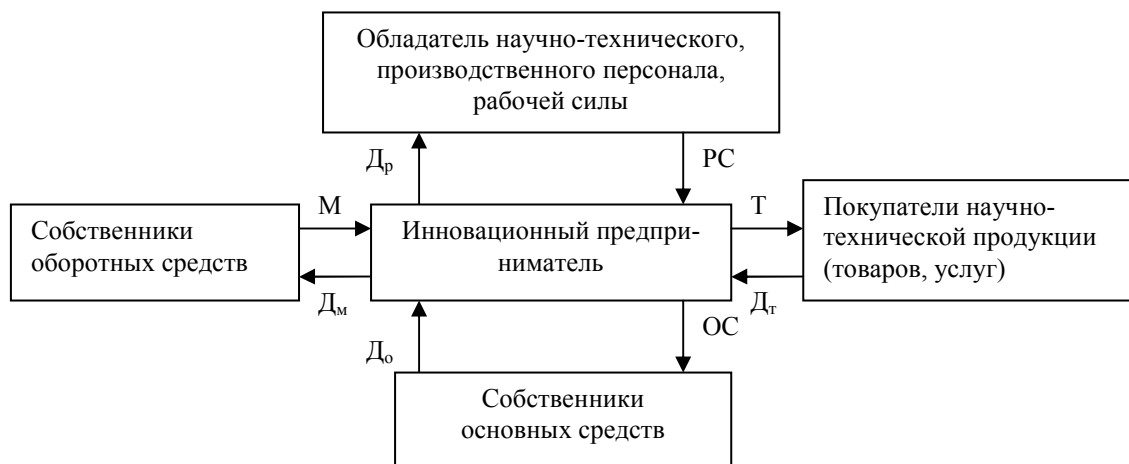 Обладатель научно-технического,
производственного персонала,
рабочей силы
Др
РС
М
Т
Собственники
оборотных средств
Инновационный предпри-
ниматель
Покупатели научно-
технической продукции
(товаров, услуг)
Дм
Дт
До
ОС
Собственники
основных средств